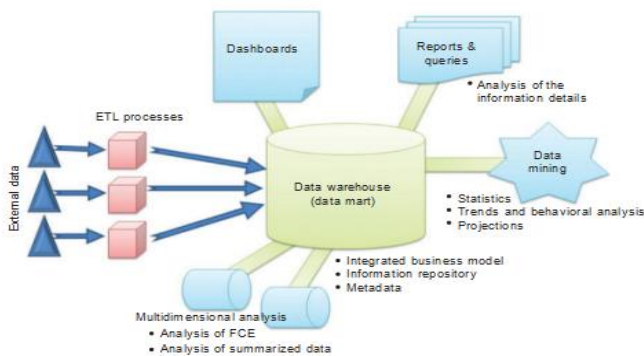 Dashboards
Reports &
queries
• Analysis of the
information details
ETL processes
External data
Data warehouse
(data mart)
Data
mining
• Statistics
• Trends and behavioral analysis
• Projections
• Integrated business model
• Information repository
• Metadata
Multidimensional analysis
• Analysis of FCE
• Analysis of summarized data